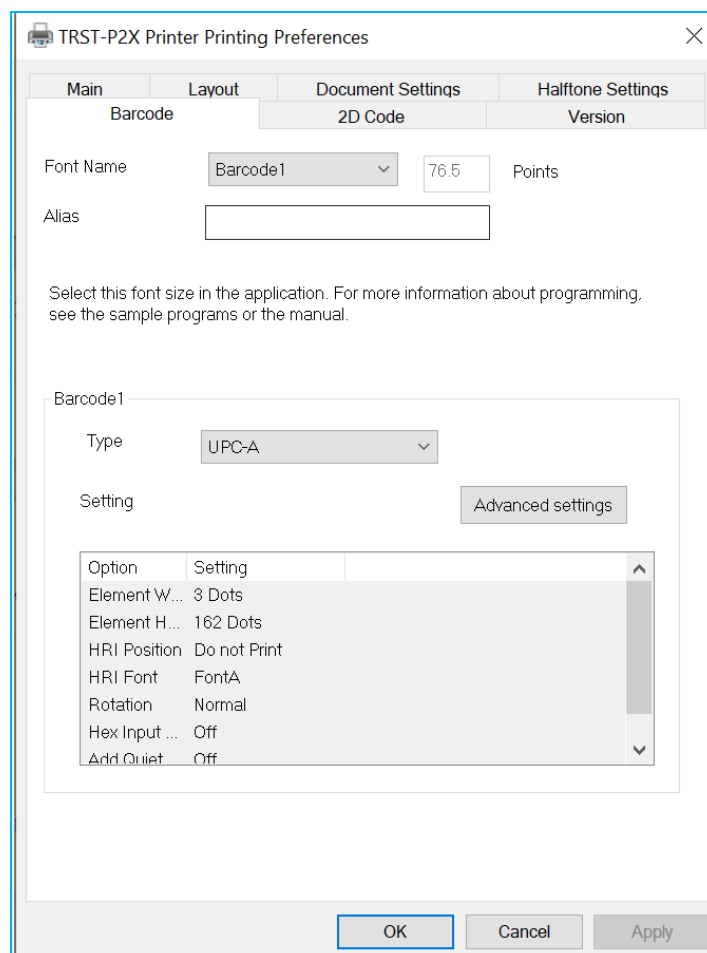 TRST-P2X Printer Printing Preferences
Main Layout Document Settings Halftone Settings
Barcode 2D Code Version
Font Name Barcode1 76.5 Points
Alias
Select this font size in the application. For more information about programming,
see the sample programs or the manual.
Barcode1
Type UPC-A
Setting Advanced settings
Option Setting
Element W... 3 Dots
Element H... 162 Dots
HRI Position Do not Print
HRI Font FontA
Rotation Normal
Hex Input ... Off
Add Quiet Off
OK Cancel Apply